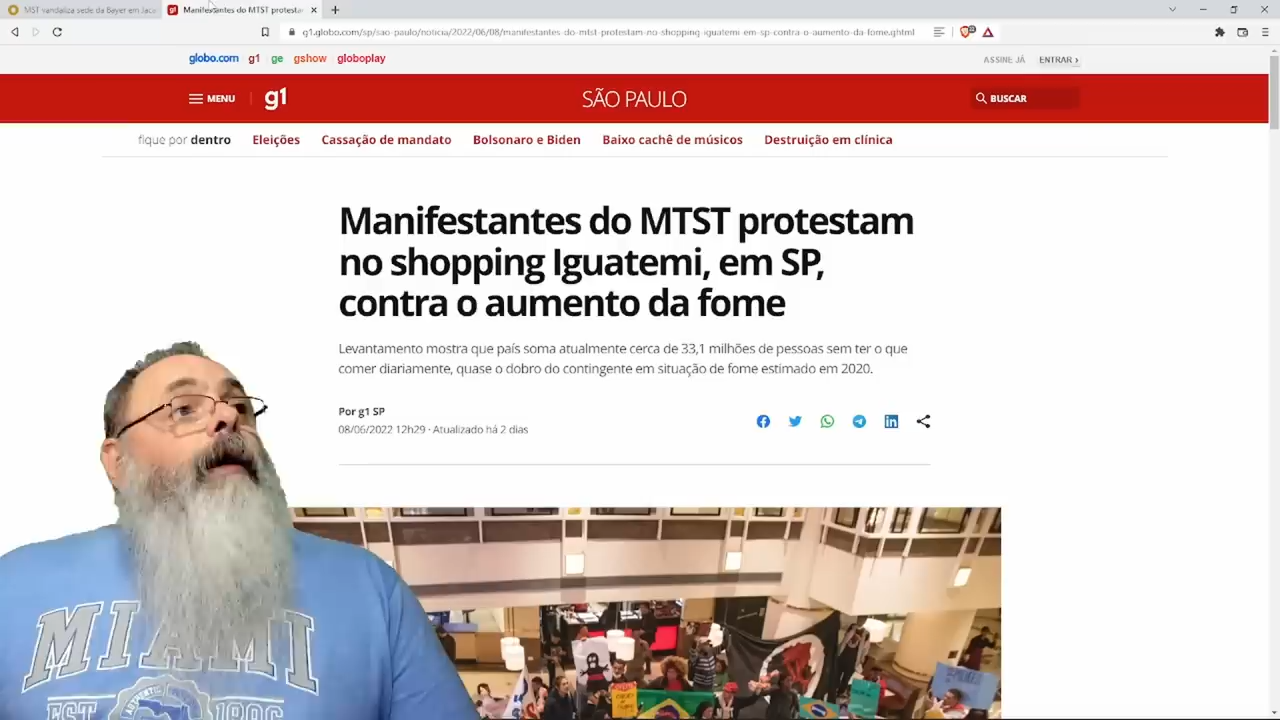 MST vandaliza sede da Bayer em Jaca
g1 Manifestantes do MTST protesta
g1.globo.com/sp/sao-paulo/noticia/2022/06/08/manifestantes-do-mtst-protestam-no-shopping-iguatemi-em-sp-contra-o-aumento-da-fome.ghtml
globo.com g1 ge gshow globoplay ASSINE JÁ ENTRAR ›
MENU g1 SÃO PAULO BUSCAR
fique por dentro Eleições Cassação de mandato Bolsonaro e Biden Baixo cachê de músicos Destruição em clínica
Manifestantes do MTST protestam
no shopping Iguatemi, em SP,
contra o aumento da fome
Levantamento mostra que país soma atualmente cerca de 33,1 milhões de pessoas sem ter o que
comer diariamente, quase o dobro do contingente em situação de fome estimado em 2020.
Por g1 SP
08/06/2022 12h29 · Atualizado há 2 dias
MIAMI
EST